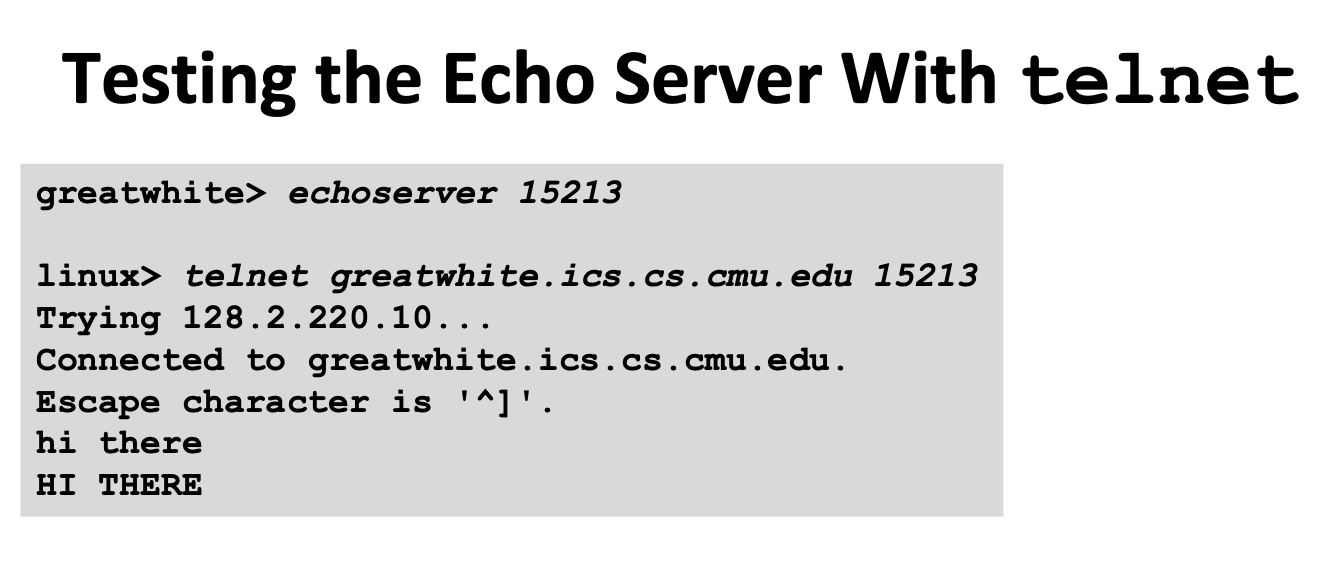 Testing the Echo Server With telnet
greatwhite> echoserver 15213
linux> telnet greatwhite.ics.cs.cmu.edu 15213
Trying 128.2.220.10...
Connected to greatwhite.ics.cs.cmu.edu.
Escape character is '^]'.
hi there
HI THERE